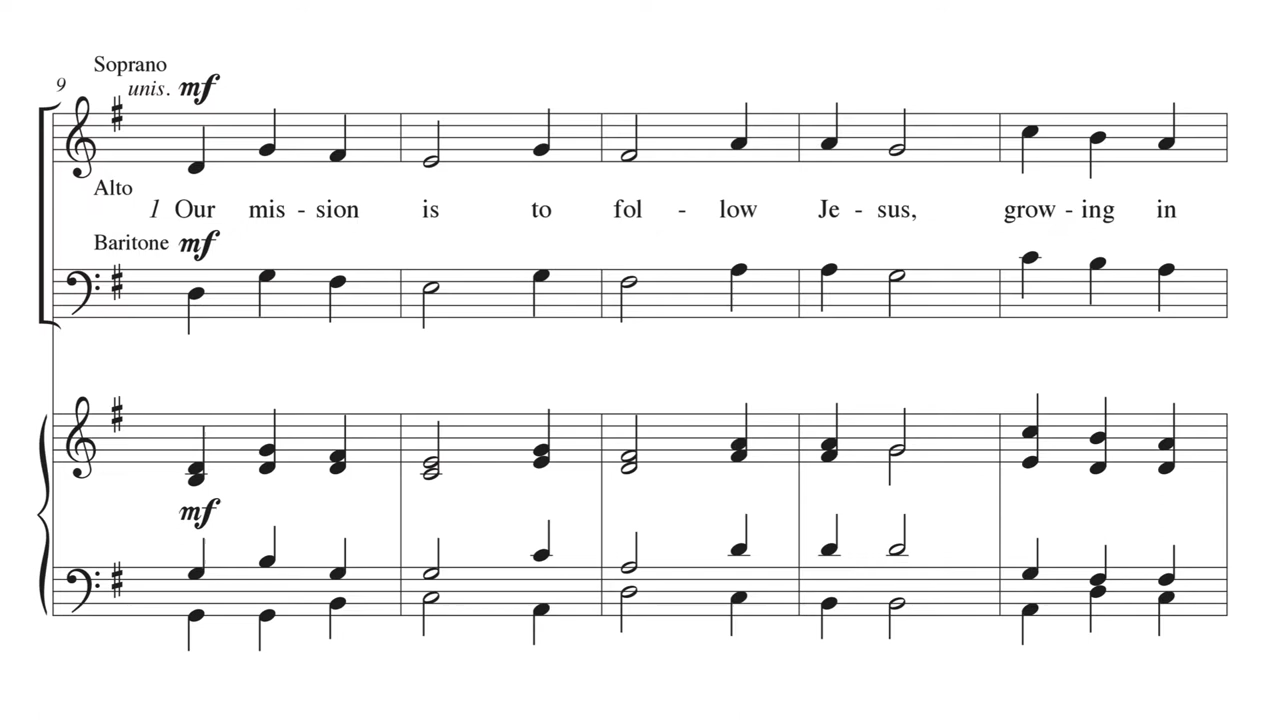 Soprano
9
unis. mf
Alto
1 Our mis - sion is to fol - low Je - sus, grow - ing in
Baritone mf
mf